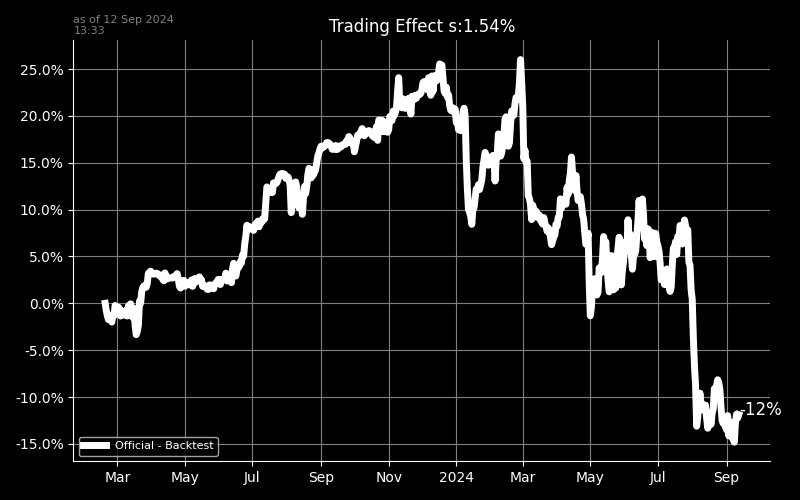 as of 12 Sep 2024
13:33
Trading Effect s:1.54%
25.0%
20.0%
15.0%
10.0%
5.0%
0.0%
-5.0%
-10.0%
-15.0%
-12%
Official - Backtest
Mar May Jul Sep Nov 2024 Mar May Jul Sep